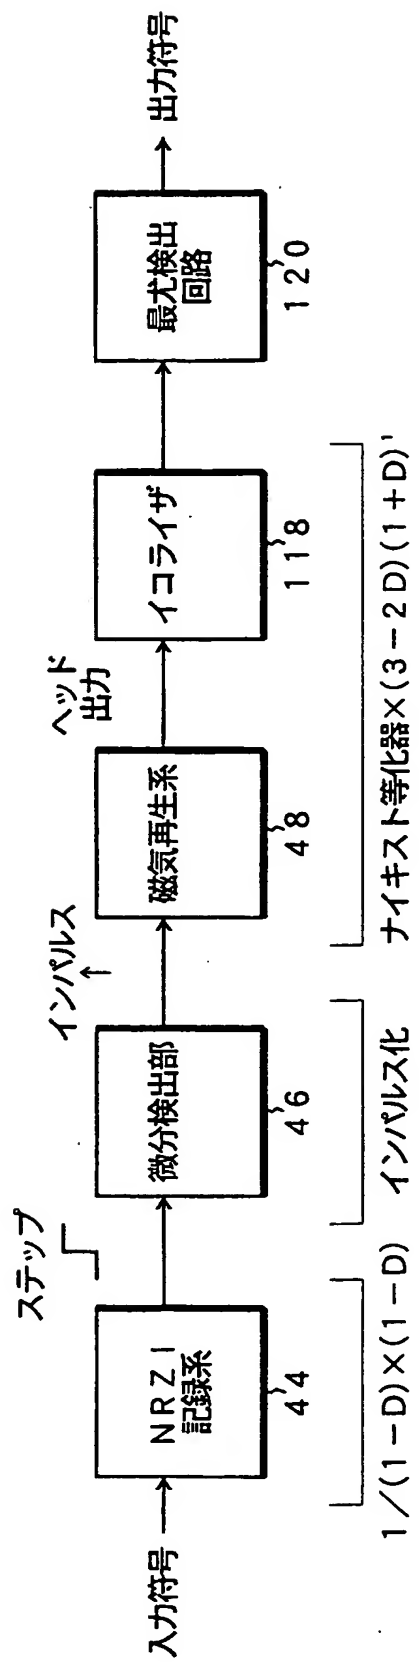 入力符号
ステップ
NRZI
記録系
44
1/(1-D)×(1-D)
微分検出部
46
インパルス化
インパルス
磁気再生系
48
ヘッド
出力
イコライザ
118
ナイキスト等化器×(3-2D)(1+D)'
最尤検出
回路
120
出力符号